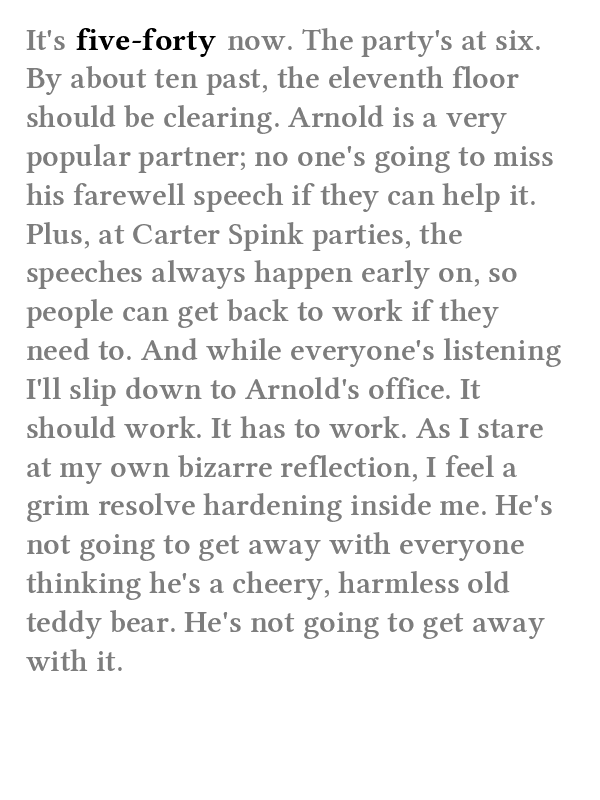 It's five-forty now. The party's at six.
By about ten past, the eleventh floor
should be clearing. Arnold is a very
popular partner; no one's going to miss
his farewell speech if they can help it.
Plus, at Carter Spink parties, the
speeches always happen early on, so
people can get back to work if they
need to. And while everyone's listening
I'll slip down to Arnold's office. It
should work. It has to work. As I stare
at my own bizarre reflection, I feel a
grim resolve hardening inside me. He's
not going to get away with everyone
thinking he's a cheery, harmless old
teddy bear. He's not going to get away
with it.